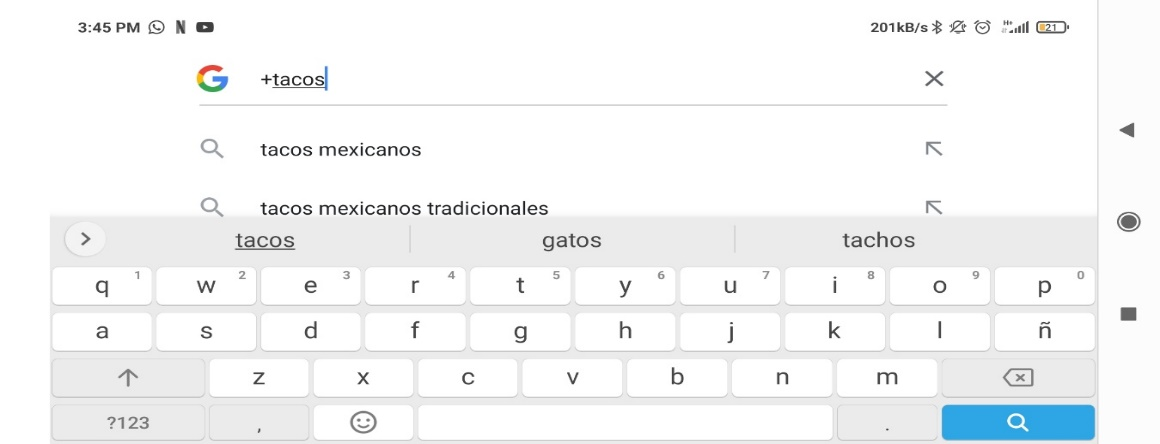 3:45 PM N 201kB/s H+ 21
G +tacos
tacos mexicanos
tacos mexicanos tradicionales
tacos gatos tachos
q 1 w 2 e 3 r 4 t 5 y 6 u 7 i 8 o 9 p 0
a s d f g h j k l ñ
z x c v b n m
?123 , .